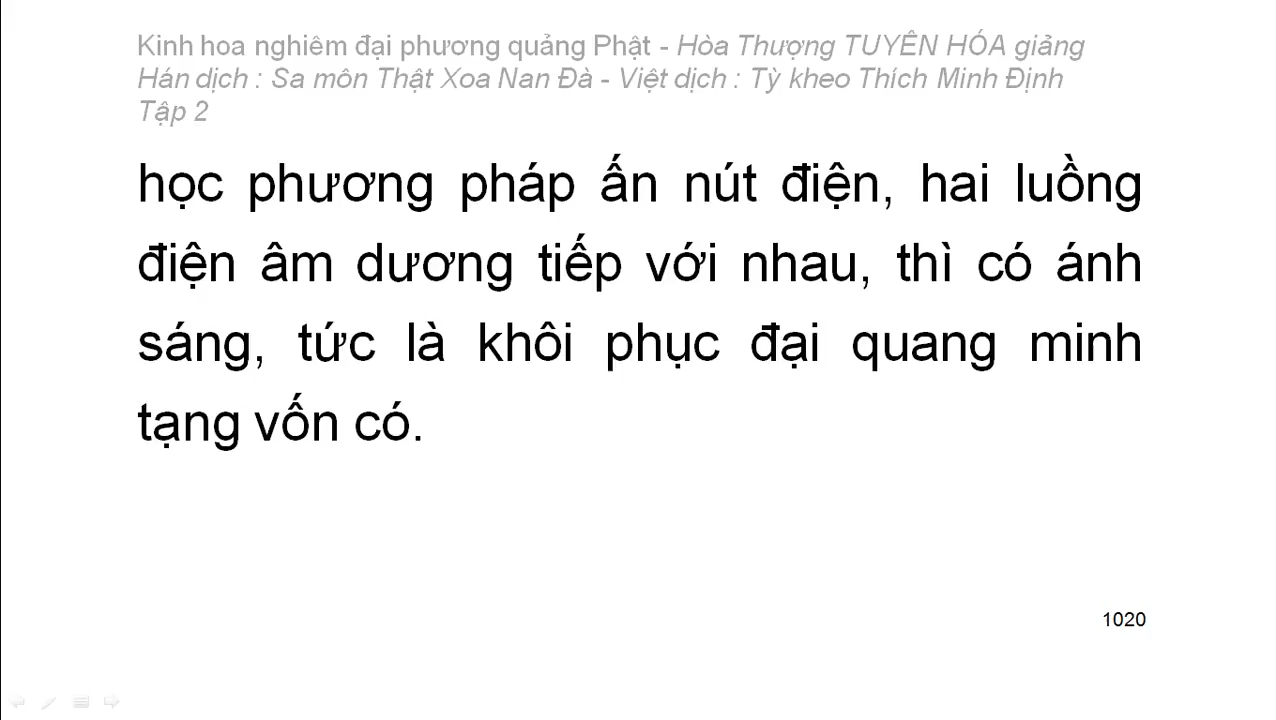 Kinh hoa nghiêm đại phương quảng Phật - Hòa Thượng TUYÊN HÓA giảng
Hán dịch : Sa môn Thật Xoa Nan Đà - Việt dịch : Tỳ kheo Thích Minh Định
Tập 2
học phương pháp ấn nút điện, hai luồng
điện âm dương tiếp với nhau, thì có ánh
sáng, tức là khôi phục đại quang minh
tạng vốn có.
1020